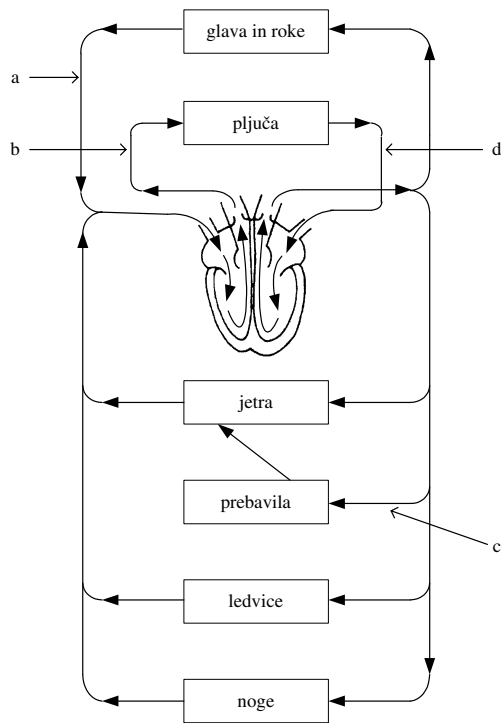 glava in roke
a
pljuča
b
d
jetra
prebavila
c
ledvice
noge